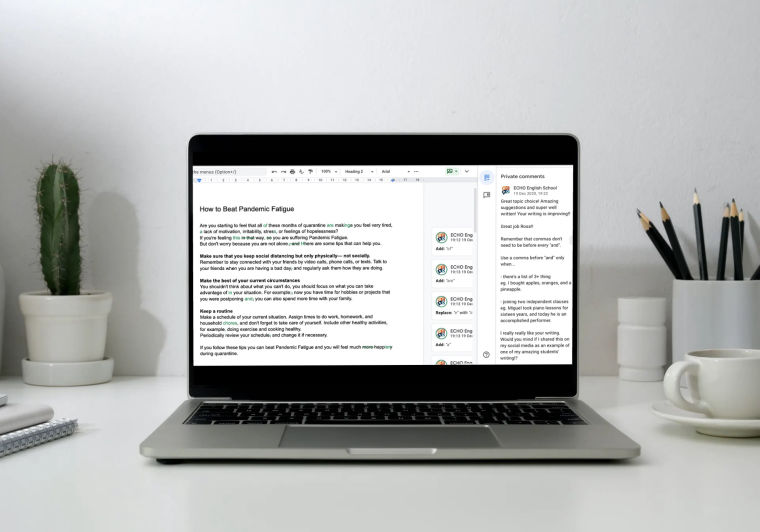 he menus (Option+/)
100%
Heading 2
Arial
How to Beat Pandemic Fatigue
Are you starting to feel that all of these months of quarantine are makings you feel very tired,
a lack of motivation, irritability, stress, or feelings of hopelessness?
If you're feeling this in that way, so you are suffering Pandemic Fatigue.
But don't worry because you are not alone, and there are some tips that can help you.
Make sure that you keep social distancing but only physically— not socially.
Remember to stay connected with your friends by video calls, phone calls, or texts. Talk to
your friends when you are having a bad day; and regularly ask them how they are doing.
Make the best of your current circumstances
You shouldn't think about what you can't do, you should focus on what you can take
advantage of in your situation. For example:, now you have time for hobbies or projects that
you were postponing and, you can also spend more time with your family.
Keep a routine
Make a schedule of your current situation. Assign times to do work, homework, and
household chores, and don't forget to take care of yourself. Include other healthy activities,
for example, doing exercise and cooking healthy.
Periodically review your schedule, and change it if necessary.
If you follow these tips you can beat Pandemic Fatigue and you will feel much more happiery
during quarantine.
ECHO Eng
19:12 19 Dec
Add: "of"
ECHO Eng
19:13 19 Dec
ECHO Eng
19:13 19 Dec
ECHO Eng
19:13 19 Dec
Add: "a"
ECHO Eng
Private comments
ECHO English School
19 Dec 2020, 19:22
Great topic choice! Amazing
suggestions and super well
written! Your writing is improving!!
Great job Rosa!!
Remember that commas don't
need to be before every "and".
Use a comma before "and" only
when...
- there's a list of 3+ thing
eg. I bought apples, oranges, and a
pineapple.
- joining two independent clauses
eg. Miguel took piano lessons for
sixteen years, and today he is an
accomplished performer.
I really really like your writing.
Would you mind if I shared this on
my social media as an example of
one of my amazing students'
writing!?